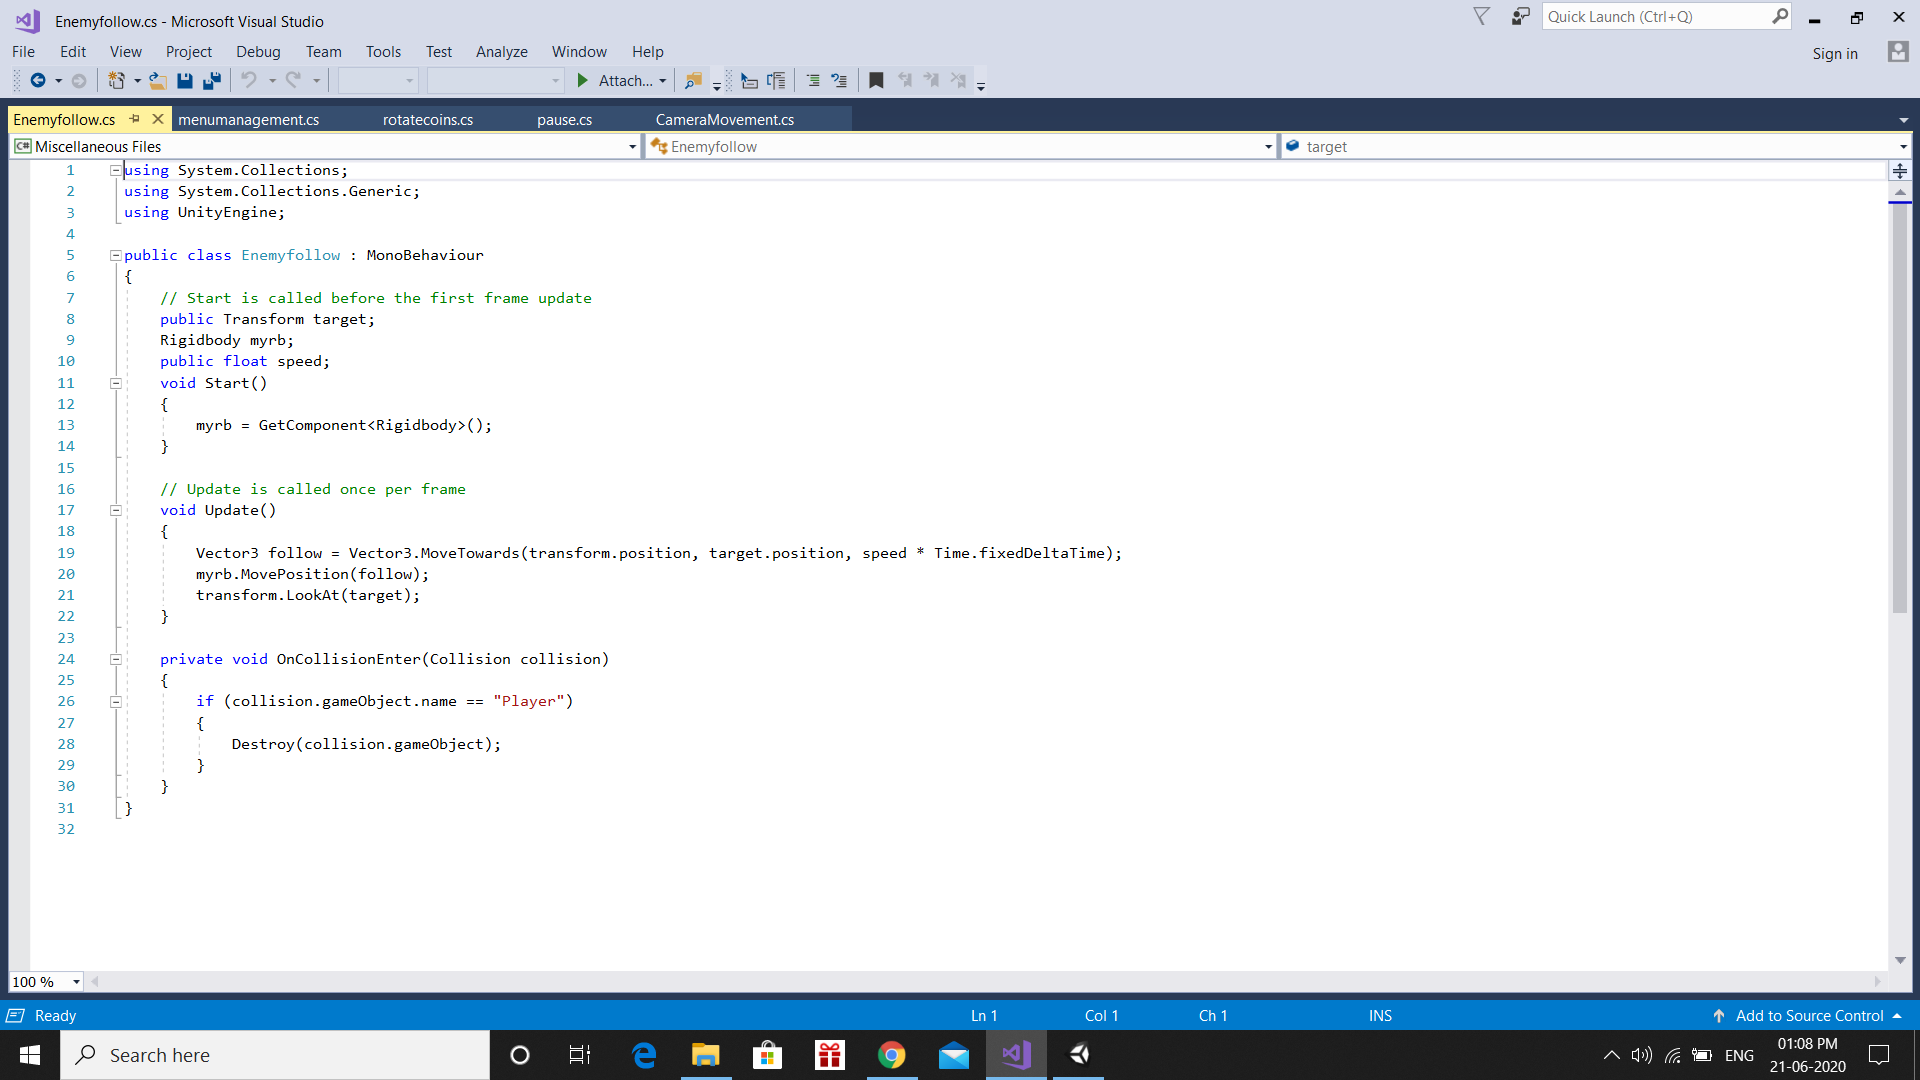 Enemyfollow.cs - Microsoft Visual Studio
Quick Launch (Ctrl+Q)
File Edit View Project Debug Team Tools Test Analyze Window Help
Sign in
Attach...
Enemyfollow.cs menumanagement.cs rotatecoins.cs pause.cs CameraMovement.cs
C# Miscellaneous Files Enemyfollow target
1 using System.Collections;
2 using System.Collections.Generic;
3 using UnityEngine;
4
5 public class Enemyfollow : MonoBehaviour
6 {
7 // Start is called before the first frame update
8 public Transform target;
9 Rigidbody myrb;
10 public float speed;
11 void Start()
12 {
13 myrb = GetComponent<Rigidbody>();
14 }
15
16 // Update is called once per frame
17 void Update()
18 {
19 Vector3 follow = Vector3.MoveTowards(transform.position, target.position, speed * Time.fixedDeltaTime);
20 myrb.MovePosition(follow);
21 transform.LookAt(target);
22 }
23
24 private void OnCollisionEnter(Collision collision)
25 {
26 if (collision.gameObject.name == "Player")
27 {
28 Destroy(collision.gameObject);
29 }
30 }
31 }
32
100 %
Ready Ln 1 Col 1 Ch 1 INS Add to Source Control
Search here
ENG
01:08 PM
21-06-2020